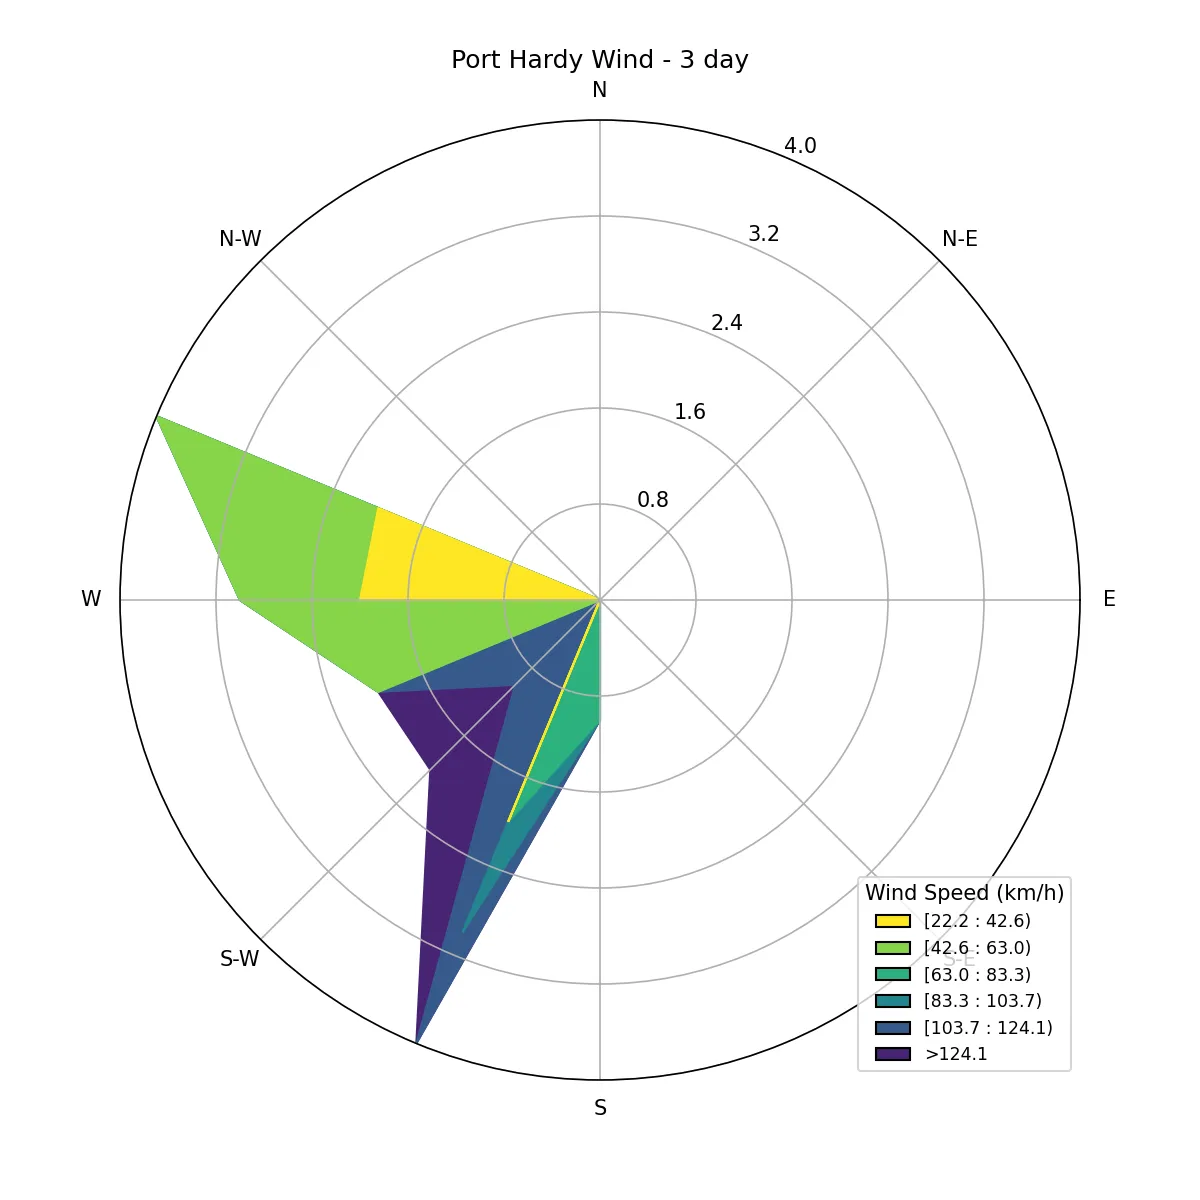 Port Hardy Wind - 3 day
N
4.0
N-W
N-E
3.2
2.4
1.6
0.8
W
E
Wind Speed (km/h)
[22.2 : 42.6)
[42.6 : 63.0)
S-W
S-E
[63.0 : 83.3)
[83.3 : 103.7)
[103.7 : 124.1)
>124.1
S